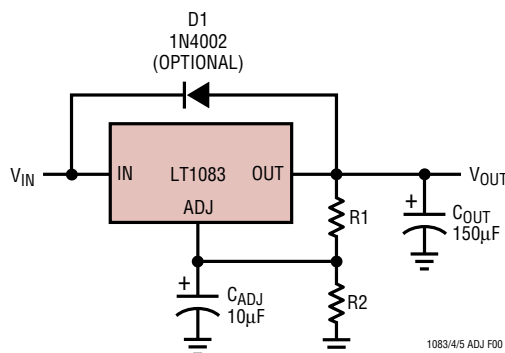 D1
1N4002
(OPTIONAL)
VIN
IN
LT1083
OUT
ADJ
VOUT
R1
+
COUT
150µF
+
CADJ
10µF
R2
1083/4/5 ADJ F00